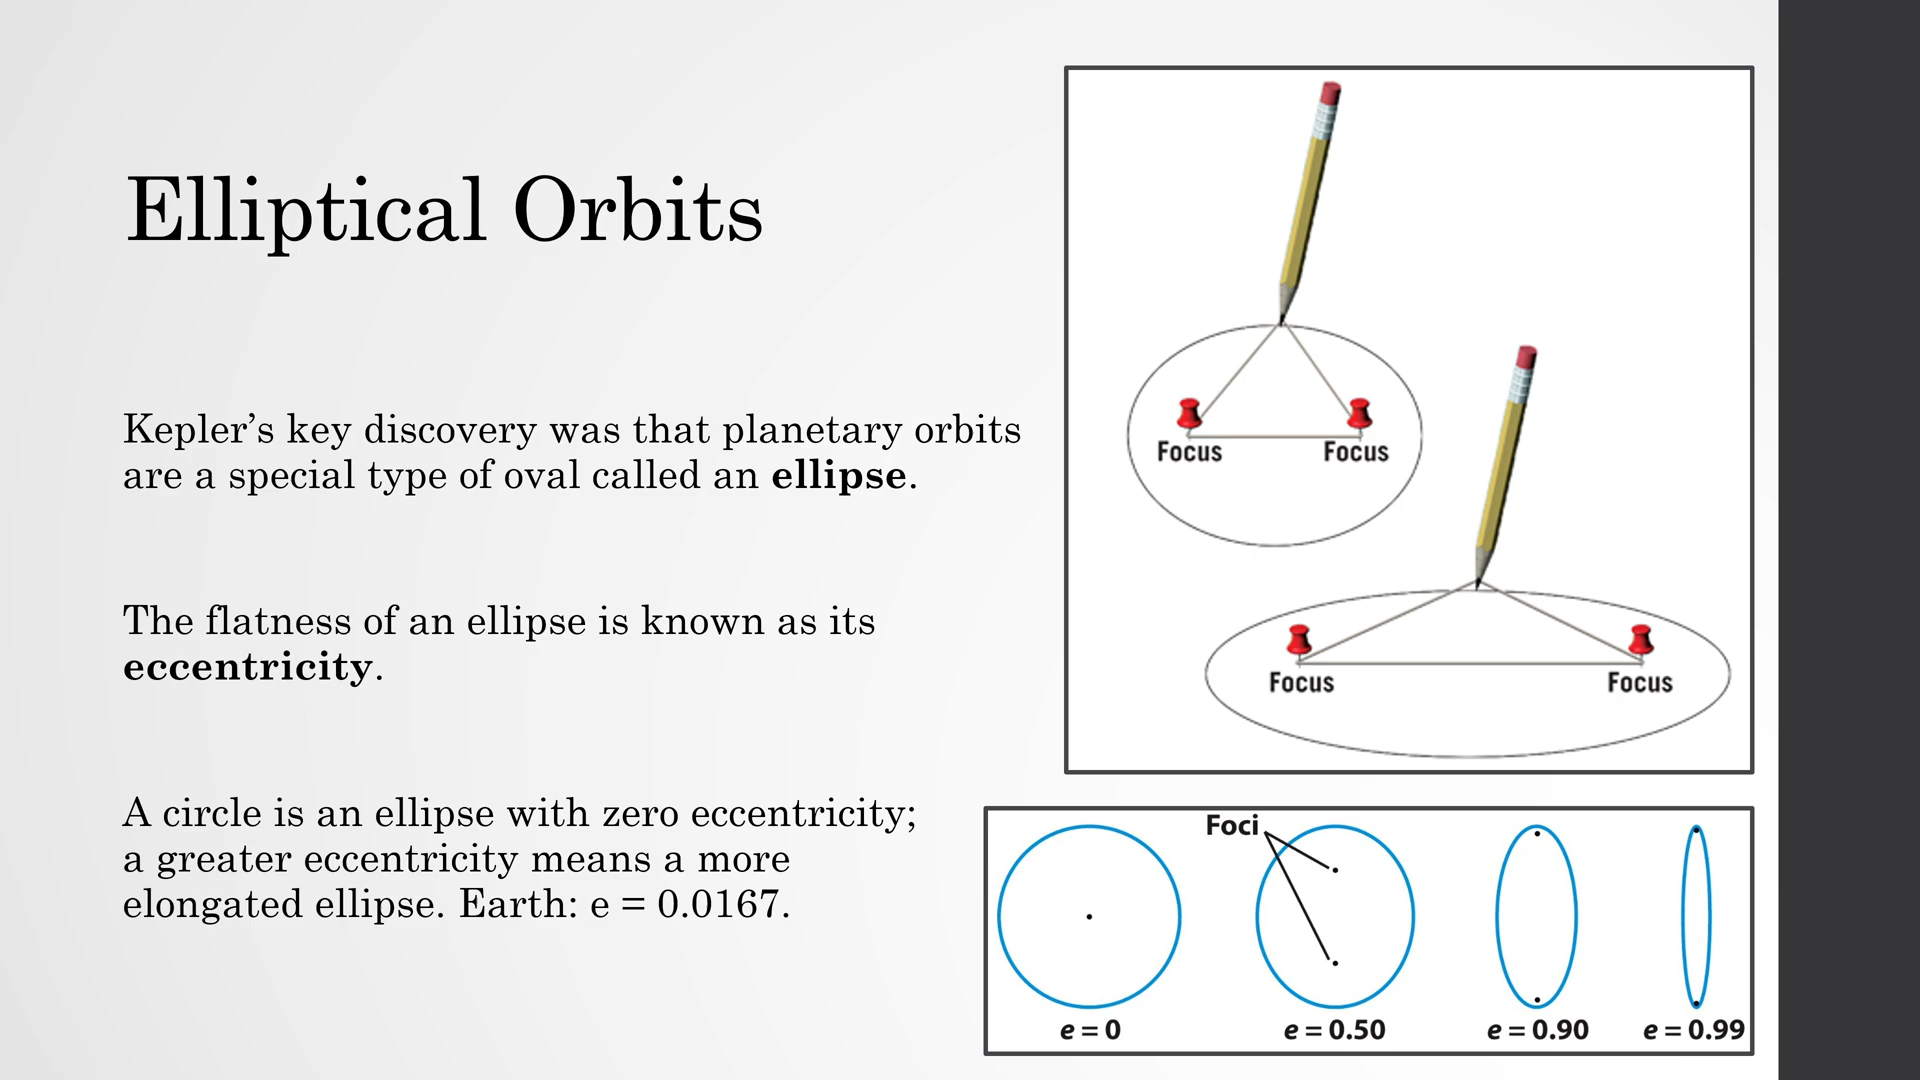 Elliptical Orbits
Kepler’s key discovery was that planetary orbits
are a special type of oval called an ellipse.
The flatness of an ellipse is known as its
eccentricity.
A circle is an ellipse with zero eccentricity;
a greater eccentricity means a more
elongated ellipse. Earth: e = 0.0167.
Focus Focus
Focus Focus
Foci
e = 0 e = 0.50 e = 0.90 e = 0.99